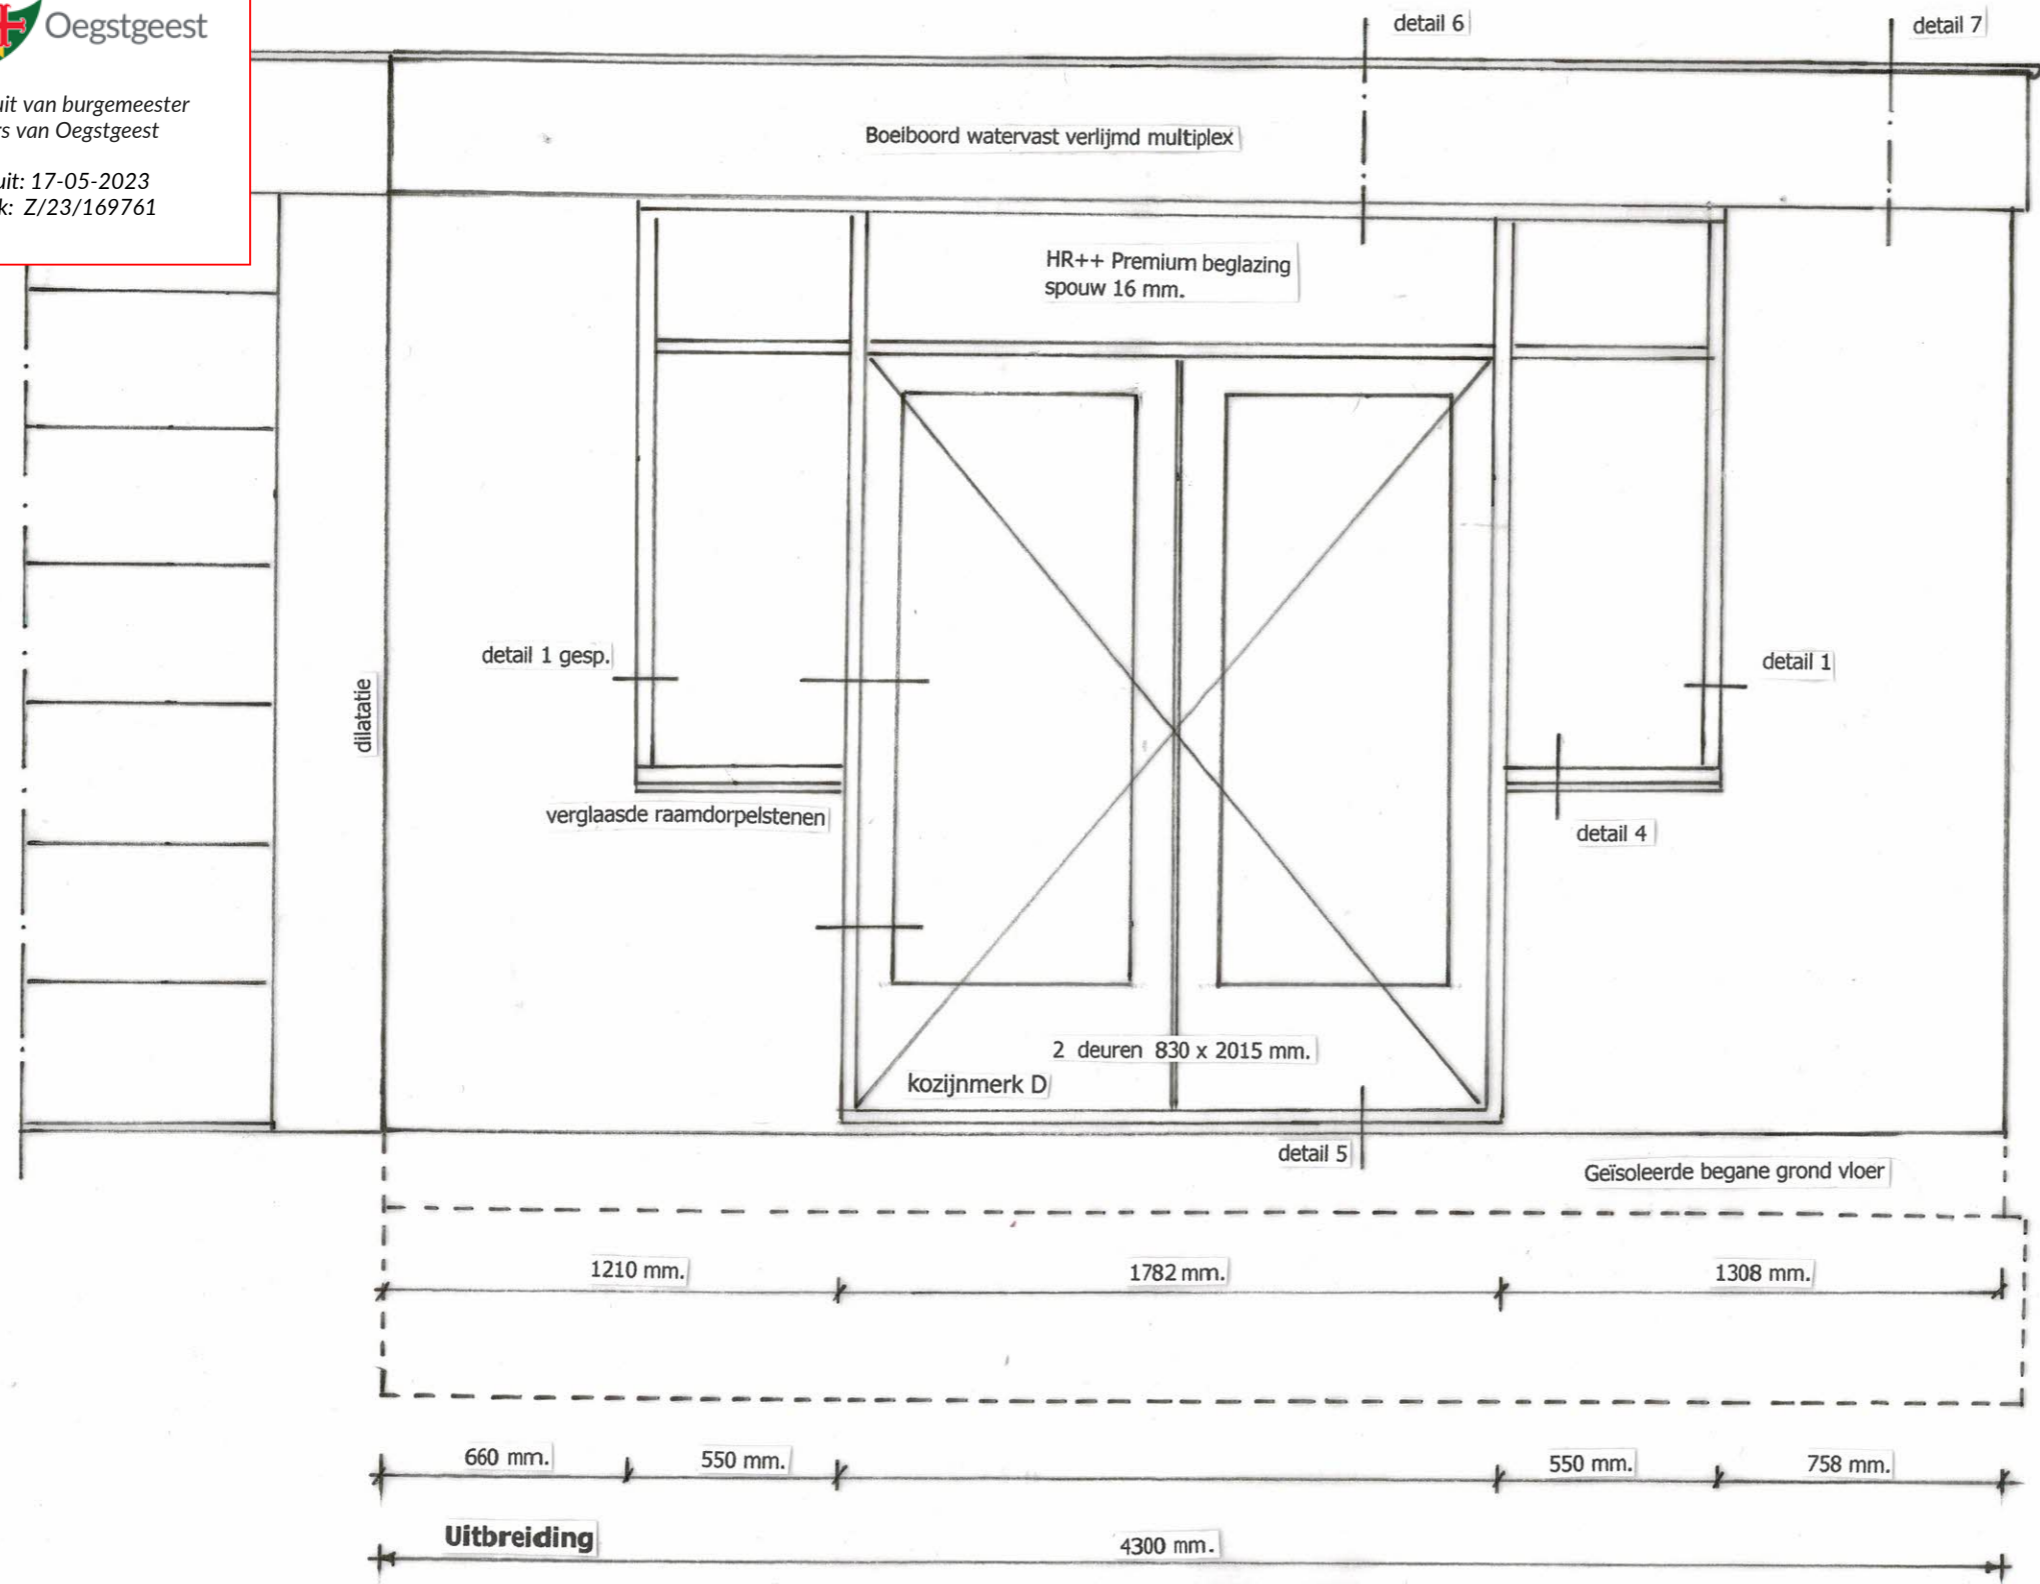 Oegstgeest
uit van burgemeester
s van Oegstgeest
uit: 17-05-2023
k: Z/23/169761
detail 6
detail 7
Boeiboord watervast verlijmd multiplex
HR++ Premium beglazing
spouw 16 mm.
detail 1 gesp.
detail 1
dilatatie
verglaasde raamdorpelstenen
detail 4
2 deuren 830 x 2015 mm.
kozijnmerk D
detail 5
Geïsoleerde begane grond vloer
1210 mm.
1782 mm.
1308 mm.
660 mm.
550 mm.
550 mm.
758 mm.
Uitbreiding
4300 mm.